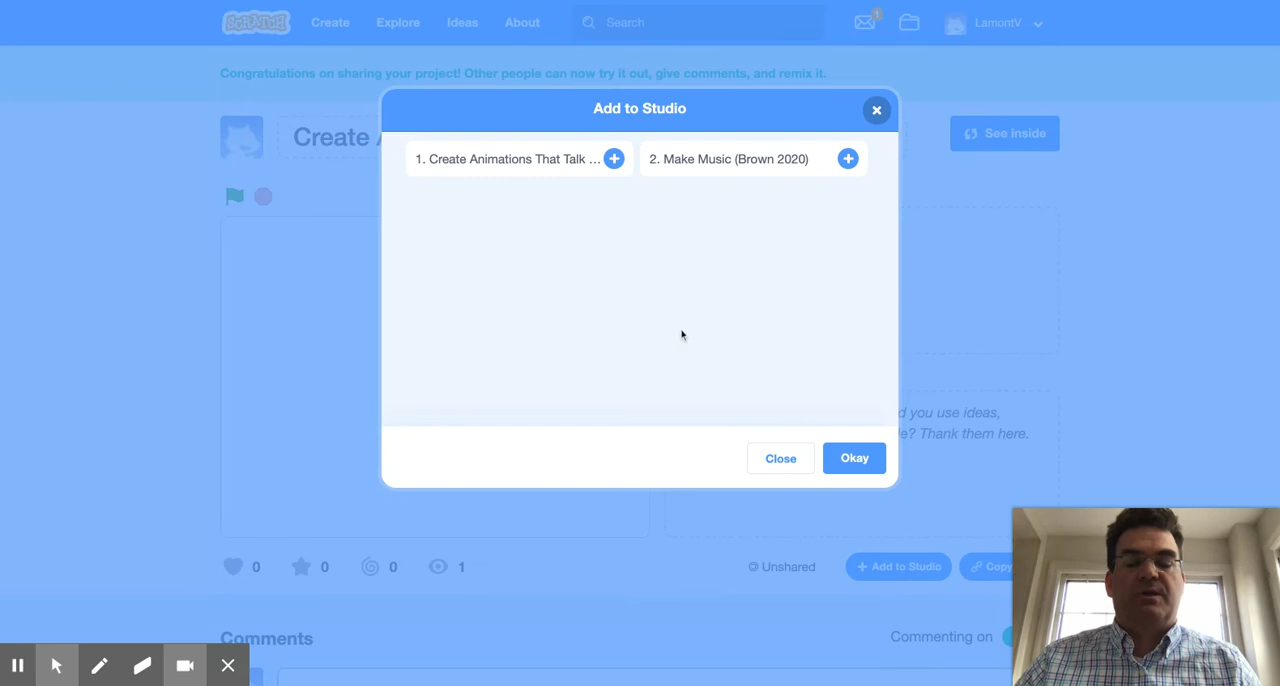 SCRATCH Create Explore Ideas About Search 1 LamontV
Congratulations on sharing your project! Other people can now try it out, give comments, and remix it.
Add to Studio
Create
See inside
1. Create Animations That Talk ...
2. Make Music (Brown 2020)
d you use ideas,
e? Thank them here.
Close Okay
0 0 0 1 Unshared Add to Studio Copy
Comments Commenting on